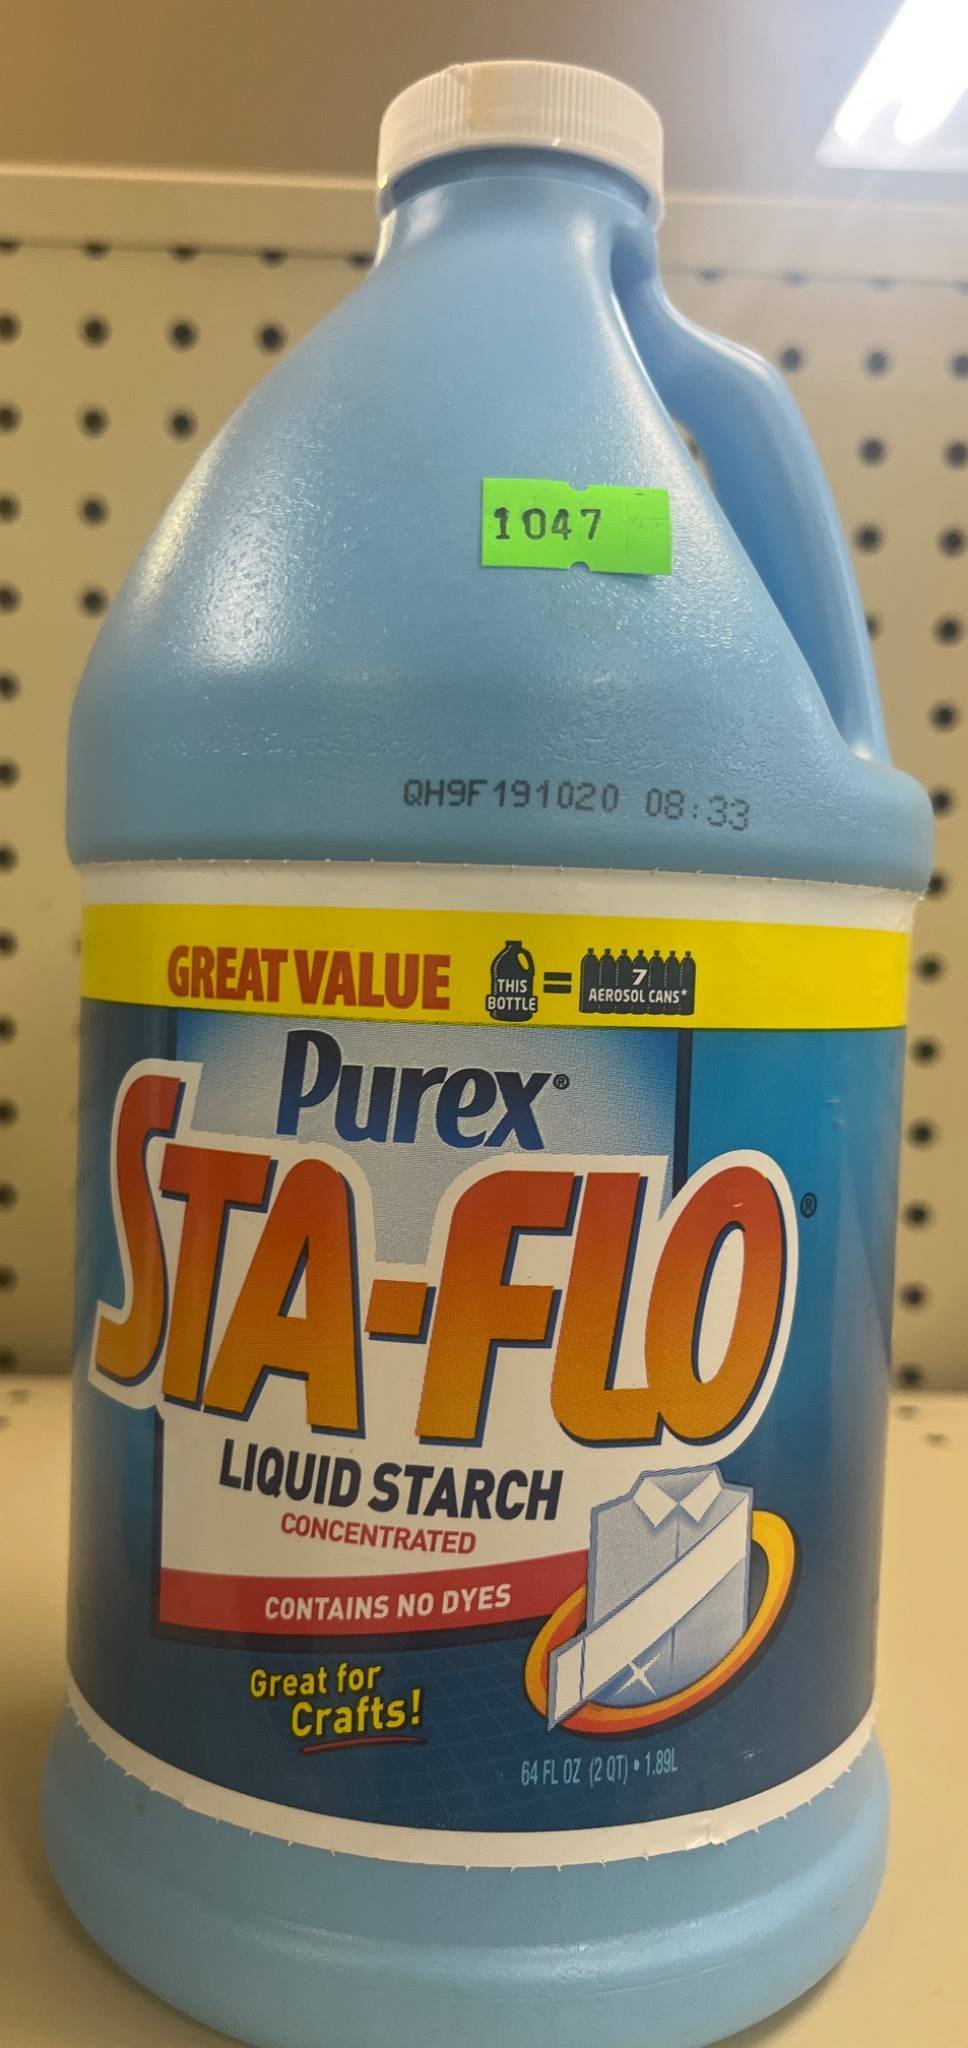 1047
QH9F191020 08:33
GREAT VALUE THIS BOTTLE = 7 AEROSOL CANS*
Purex®
STA-FLO®
LIQUID STARCH
CONCENTRATED
CONTAINS NO DYES
Great for
Crafts!
64 FL OZ (2 QT) • 1.89L